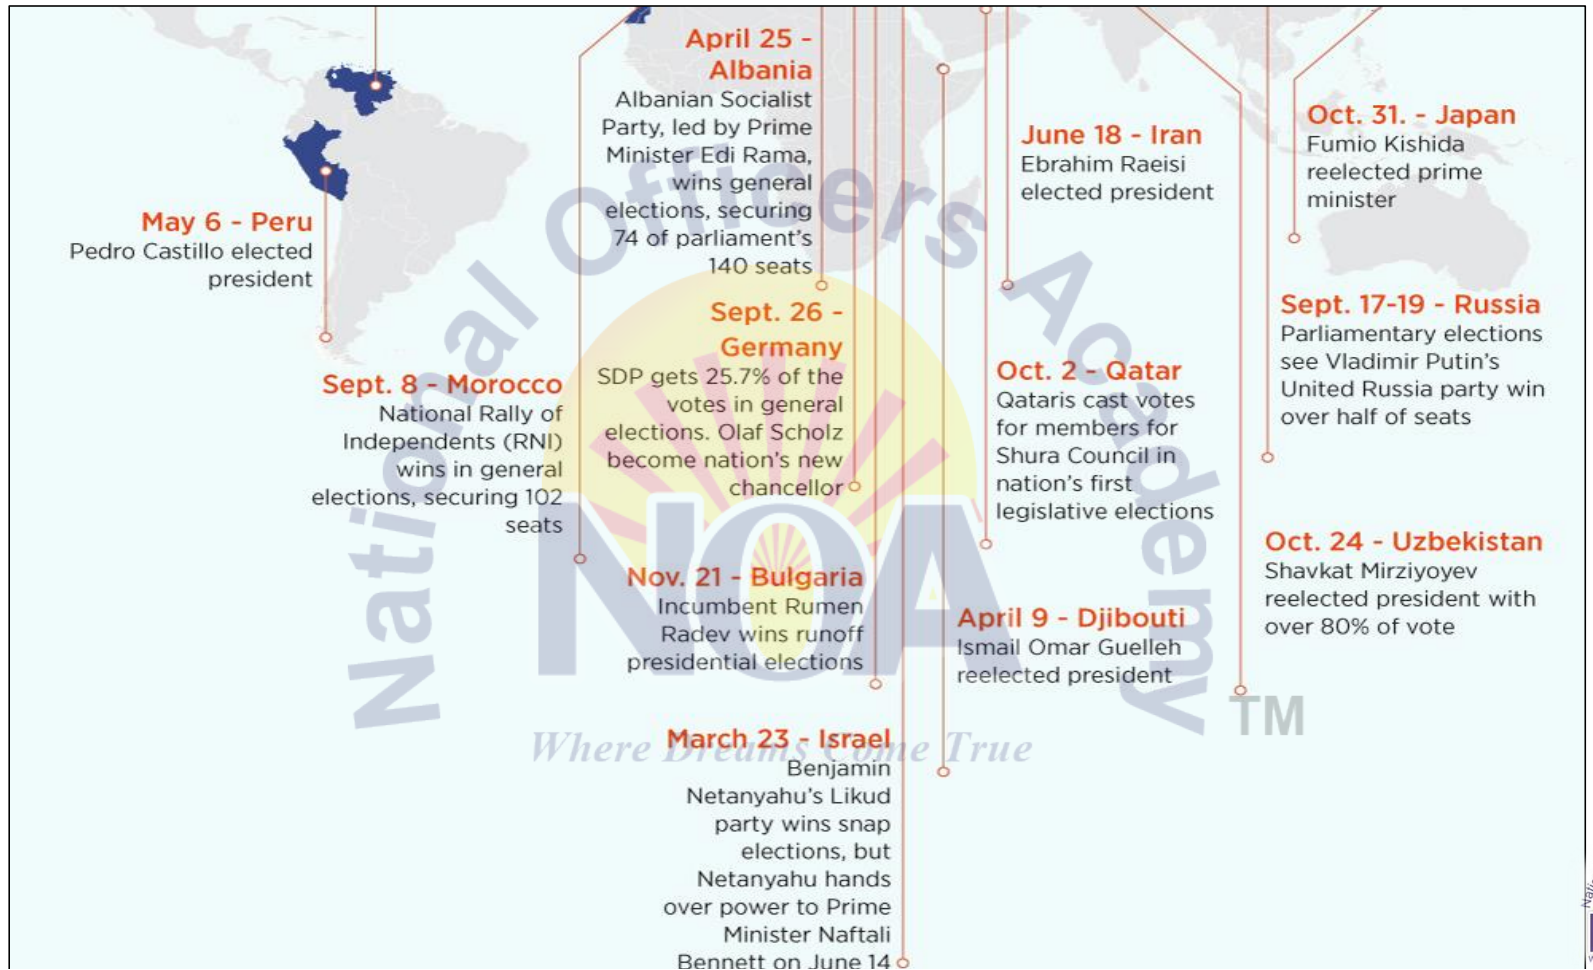 April 25 -
Albania
Albanian Socialist
Party, led by Prime
Minister Edi Rama,
wins general
elections, securing
74 of parliament's
140 seats
June 18 - Iran
Ebrahim Raeisi
elected president
Oct. 31. - Japan
Fumio Kishida
reelected prime
minister
May 6 - Peru
Pedro Castillo elected
president
Sept. 26 -
Germany
SDP gets 25.7% of the
votes in general
elections. Olaf Scholz
become nation's new
chancellor
Sept. 17-19 - Russia
Parliamentary elections
see Vladimir Putin's
United Russia party win
over half of seats
Sept. 8 - Morocco
National Rally of
Independents (RNI)
wins in general
elections, securing 102
seats
Oct. 2 - Qatar
Qataris cast votes
for members for
Shura Council in
nation's first
legislative elections
Nov. 21 - Bulgaria
Incumbent Rumen
Radev wins runoff
presidential elections
April 9 - Djibouti
Ismail Omar Guelleh
reelected president
Oct. 24 - Uzbekistan
Shavkat Mirziyoyev
reelected president with
over 80% of vote
March 23 - Israel
Benjamin
Netanyahu's Likud
party wins snap
elections, but
Netanyahu hands
over power to Prime
Minister Naftali
Bennett on June 14
National Officers Academy
NOA
TM
Where Dreams Come True